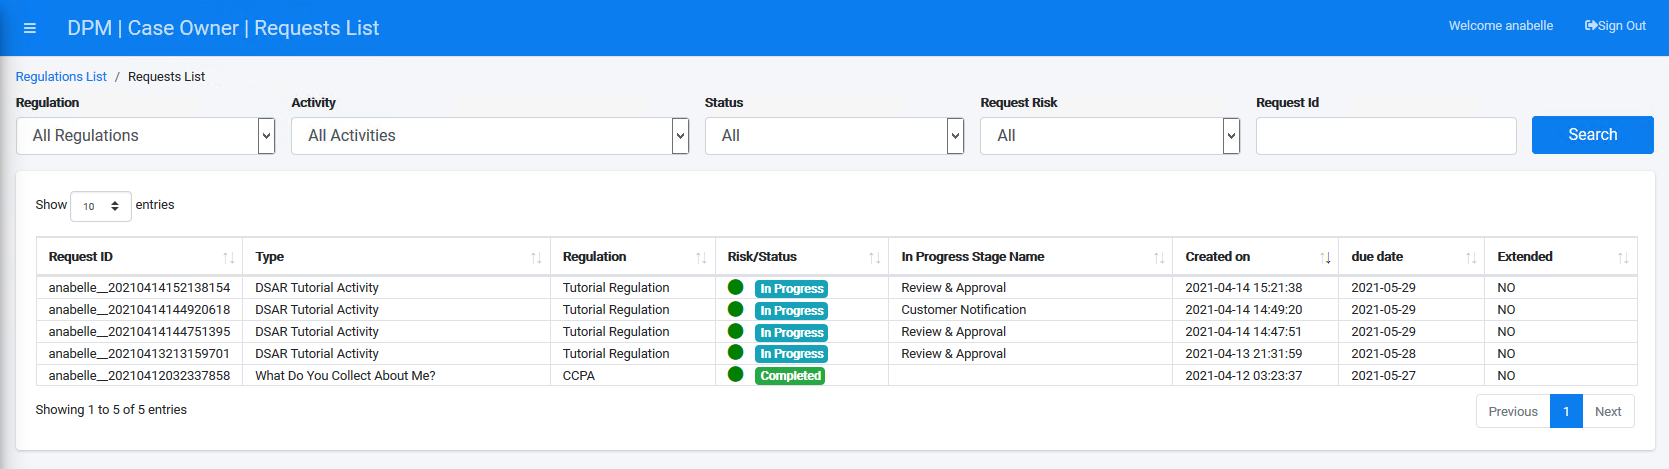 DPM | Case Owner | Requests List
Welcome anabelle
Sign Out
Regulations List / Requests List
Regulation Activity Status Request Risk Request Id
All Regulations All Activities All All Search
Show 10 entries
Request ID Type Regulation Risk/Status In Progress Stage Name Created on due date Extended
anabelle__20210414152138154 DSAR Tutorial Activity Tutorial Regulation In Progress Review & Approval 2021-04-14 15:21:38 2021-05-29 NO
anabelle__20210414144920618 DSAR Tutorial Activity Tutorial Regulation In Progress Customer Notification 2021-04-14 14:49:20 2021-05-29 NO
anabelle__20210414144751395 DSAR Tutorial Activity Tutorial Regulation In Progress Review & Approval 2021-04-14 14:47:51 2021-05-29 NO
anabelle__20210413213159701 DSAR Tutorial Activity Tutorial Regulation In Progress Review & Approval 2021-04-13 21:31:59 2021-05-28 NO
anabelle__20210412032337858 What Do You Collect About Me? CCPA Completed 2021-04-12 03:23:37 2021-05-27 NO
Showing 1 to 5 of 5 entries
Previous 1 Next